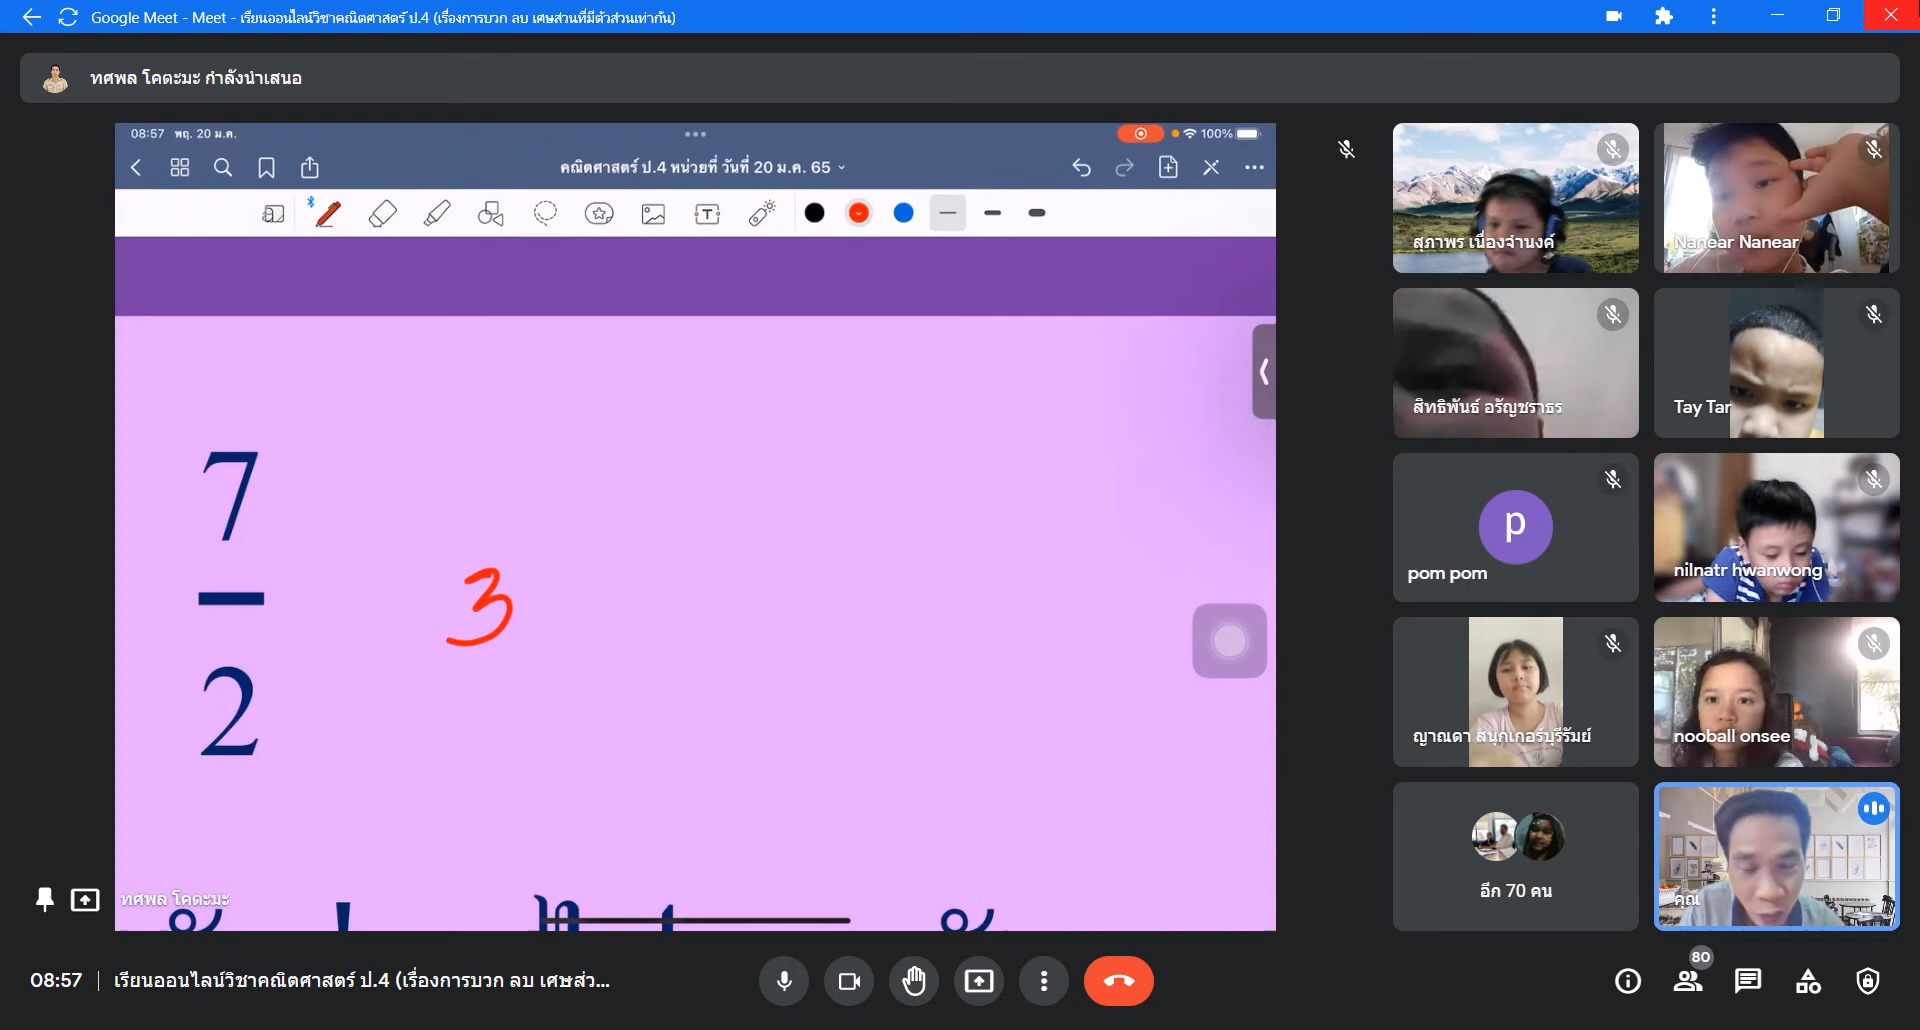 Google Meet - Meet - เรียนออนไลน์วิชาคณิตศาสตร์ ป.4 (เรื่องการบวก ลบ เศษส่วนที่มีตัวส่วนเท่ากัน)
ทศพล โคตะมะ กำลังนำเสนอ
08:57 พฤ. 20 ม.ค.
100%
คณิตศาสตร์ ป.4 หน่วยที่ วันที่ 20 ม.ค. 65
T
7
3
2
ทศพล โคตะมะ
สุภาพร เนื่องจำนงค์
Nanear Nanear
สิทธิพันธ์ อรัญชราธร
Tay Tar
p
pom pom
nilnatr hwanwong
ญาณดา สนุกเกอร์บุรีรัมย์
nooball onsee
อีก 70 คน
คุณ
08:57 เรียนออนไลน์วิชาคณิตศาสตร์ ป.4 (เรื่องการบวก ลบ เศษส่ว...
80